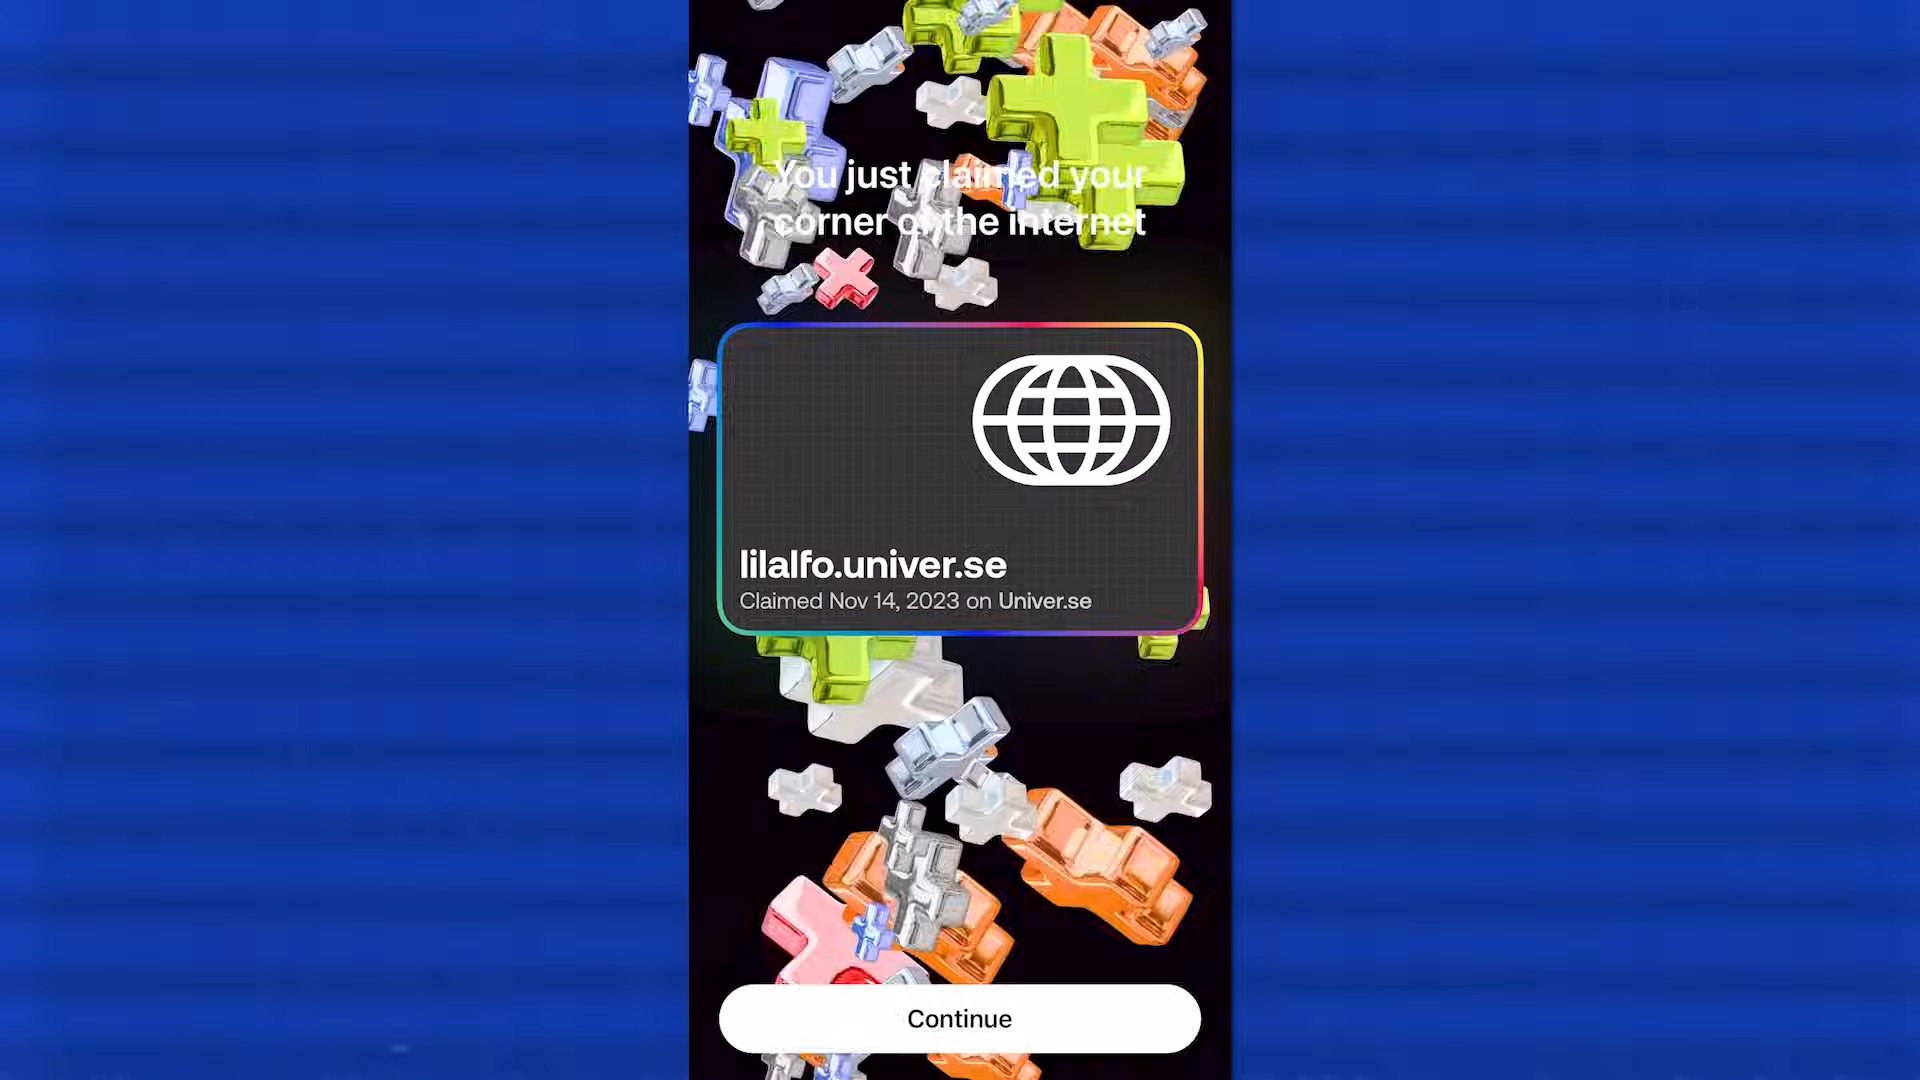 You just claimed your
corner of the internet
lilalfo.univer.se
Claimed Nov 14, 2023 on Univer.se
Continue